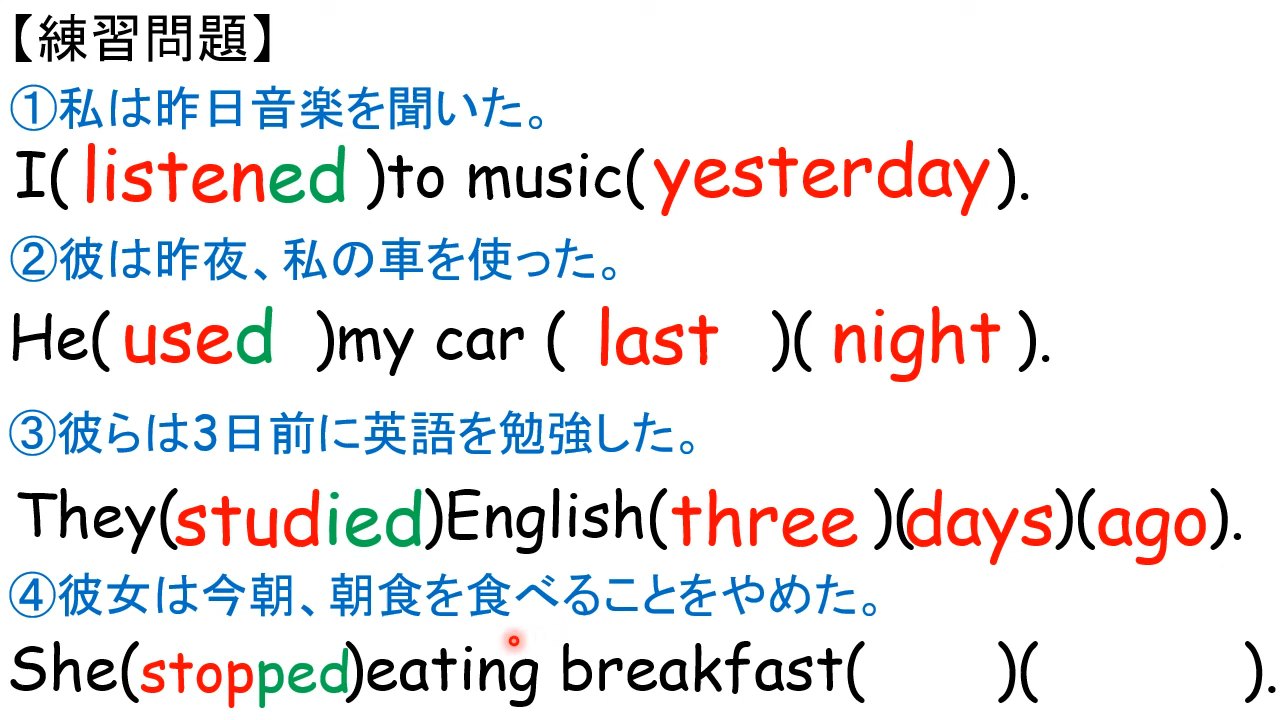 【練習問題】
①私は昨日音楽を聞いた。
I( listened )to music( yesterday ).
②彼は昨夜、私の車を使った。
He( used )my car ( last )( night ).
③彼らは3日前に英語を勉強した。
They(studied)English(three )(days)(ago).
④彼女は今朝、朝食を食べることをやめた。
She(stopped)eating breakfast( )( ).